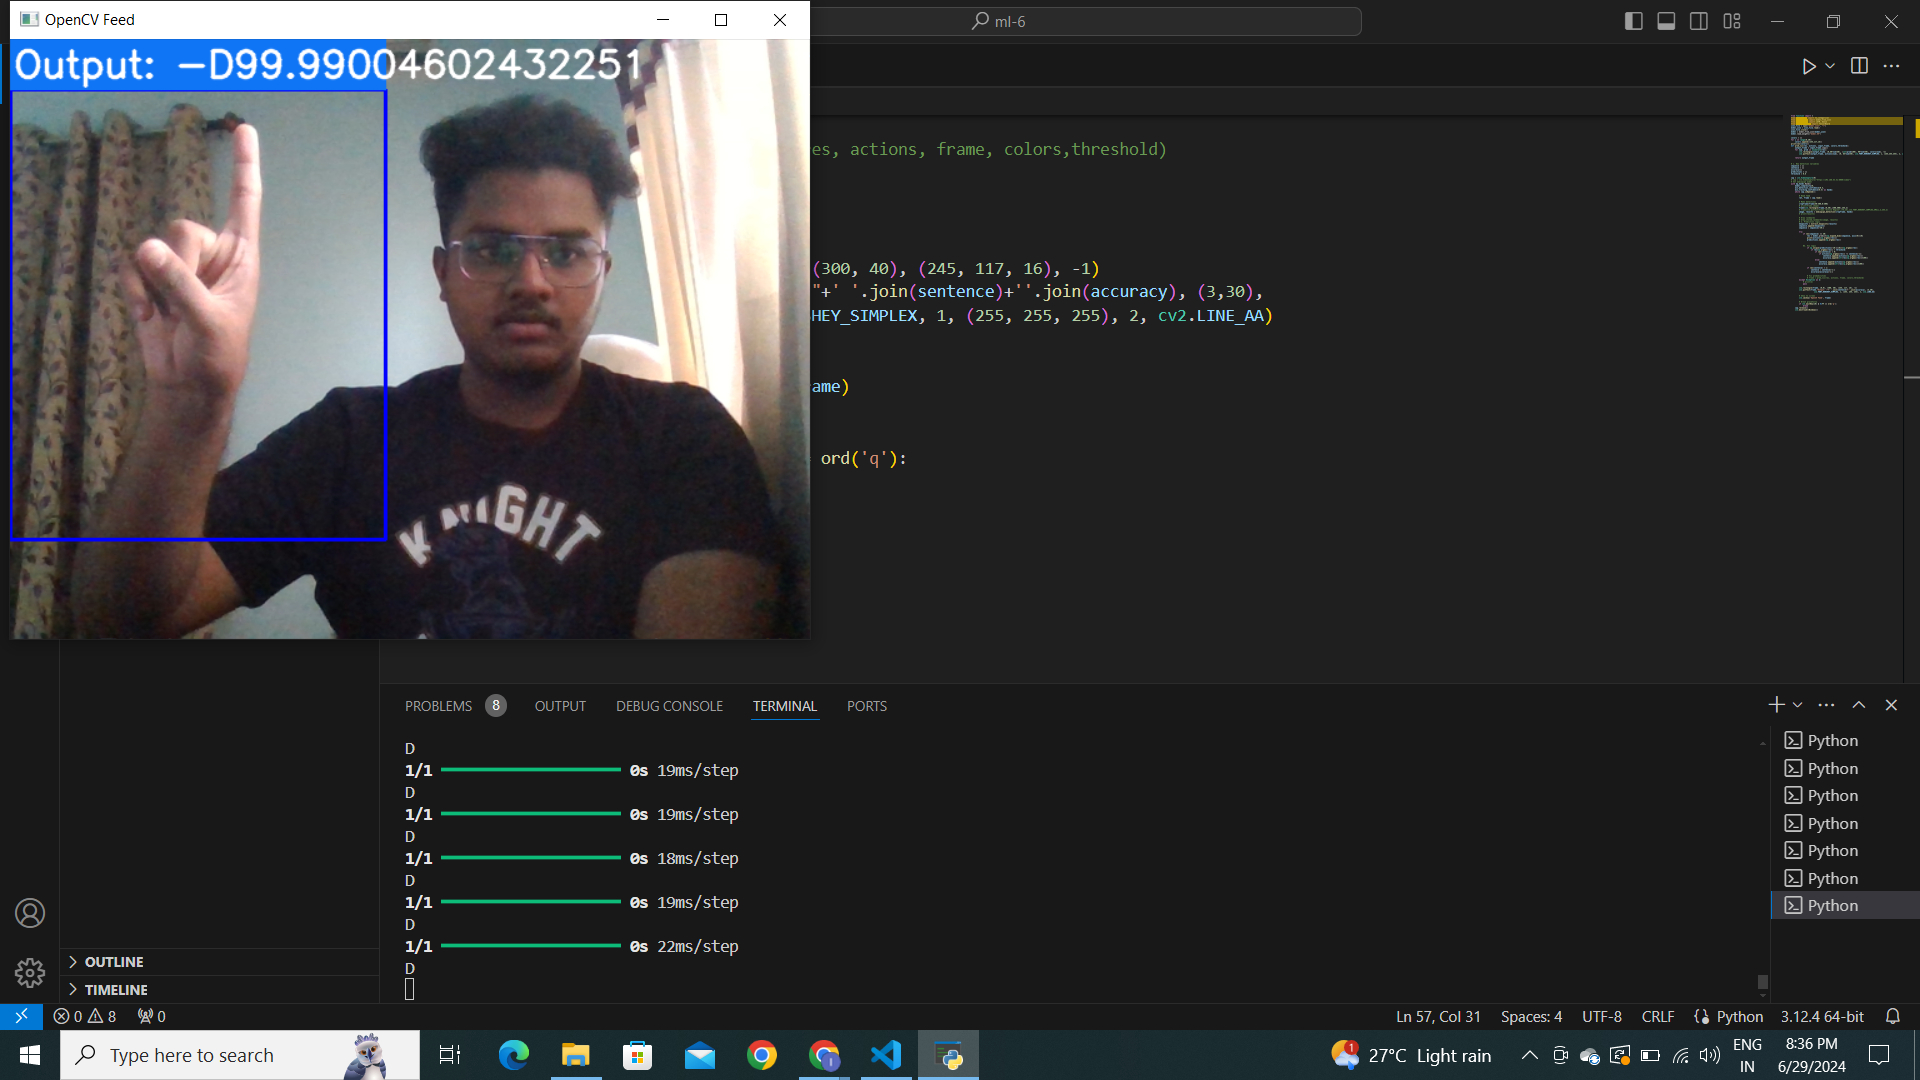 OpenCV Feed
ml-6
Output: -D99.99004602432251
KNIGHT
es, actions, frame, colors,threshold)
(300, 40), (245, 117, 16), -1)
"+' '.join(sentence)+''.join(accuracy), (3,30),
HEY_SIMPLEX, 1, (255, 255, 255), 2, cv2.LINE_AA)
ame)
ord('q'):
PROBLEMS 8 OUTPUT DEBUG CONSOLE TERMINAL PORTS
D
1/1 0s 19ms/step
D
1/1 0s 19ms/step
D
1/1 0s 18ms/step
D
1/1 0s 19ms/step
D
1/1 0s 22ms/step
D
Python
Python
Python
Python
Python
Python
Python
OUTLINE
TIMELINE
0 8 0
Ln 57, Col 31 Spaces: 4 UTF-8 CRLF Python 3.12.4 64-bit
Type here to search
1
27°C Light rain
ENG
IN
8:36 PM
6/29/2024